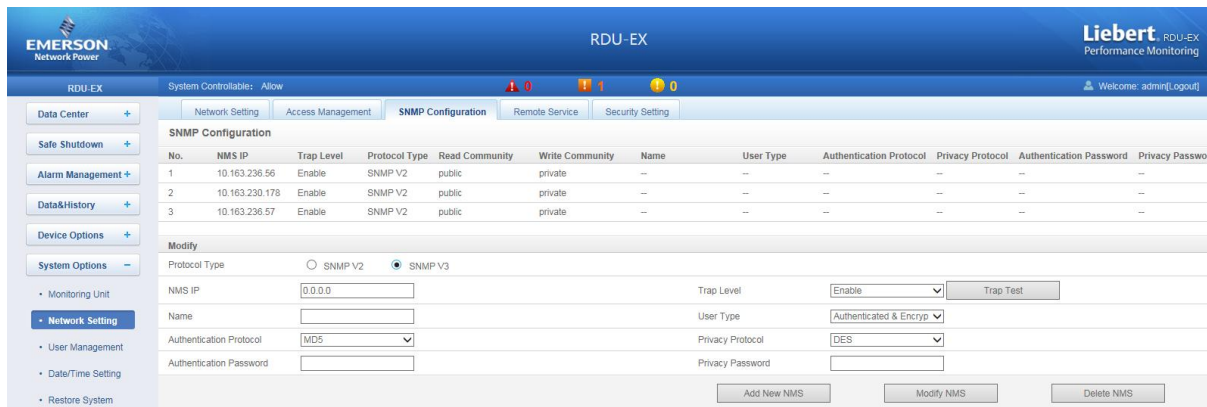 EMERSON
Network Power
RDU-EX
Liebert. RDU-EX
Performance Monitoring
RDU-EX
System Controllable: Allow
0
1
0
Welcome: admin[Logout]
Data Center +
Safe Shutdown +
Alarm Management +
Data&History +
Device Options +
System Options −
• Monitoring Unit
• Network Setting
• User Management
• Date/Time Setting
• Restore System
Network Setting Access Management SNMP Configuration Remote Service Security Setting
SNMP Configuration
No. NMS IP Trap Level Protocol Type Read Community Write Community Name User Type Authentication Protocol Privacy Protocol Authentication Password Privacy Passwo
1 10.163.236.56 Enable SNMP V2 public private -- -- -- -- -- --
2 10.163.230.178 Enable SNMP V2 public private -- -- -- -- -- --
3 10.163.236.57 Enable SNMP V2 public private -- -- -- -- -- --
Modify
Protocol Type SNMP V2 SNMP V3
NMS IP 0.0.0.0 Trap Level Enable Trap Test
Name User Type Authenticated & Encryp
Authentication Protocol MD5 Privacy Protocol DES
Authentication Password Privacy Password
Add New NMS Modify NMS Delete NMS